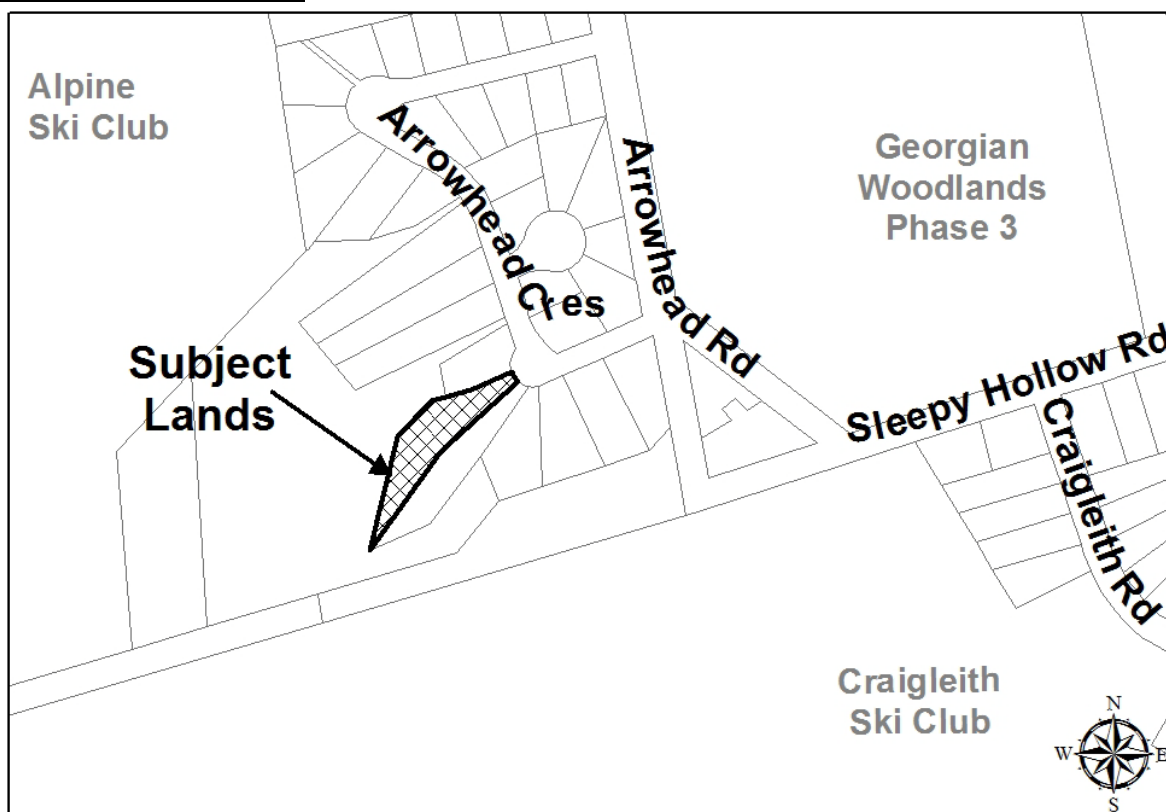 Alpine
Ski Club
Arrowhead Cres
Arrowhead Rd
Georgian
Woodlands
Phase 3
Subject
Lands
Sleepy Hollow Rd
Craigleith Rd
Craigleith
Ski Club
N
W
E
S